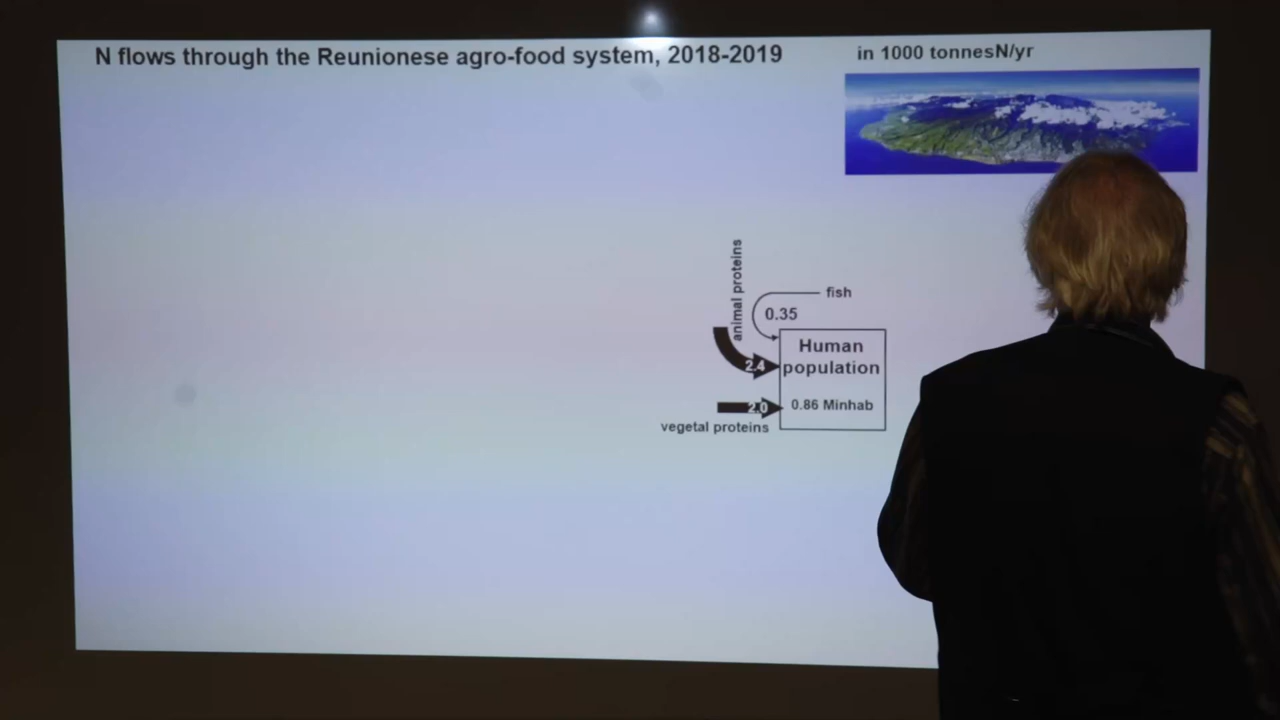 N flows through the Reunionese agro-food system, 2018-2019
in 1000 tonnesN/yr
animal proteins
fish
0.35
Human
population
2.4
0.86 Minhab
2.0
vegetal proteins